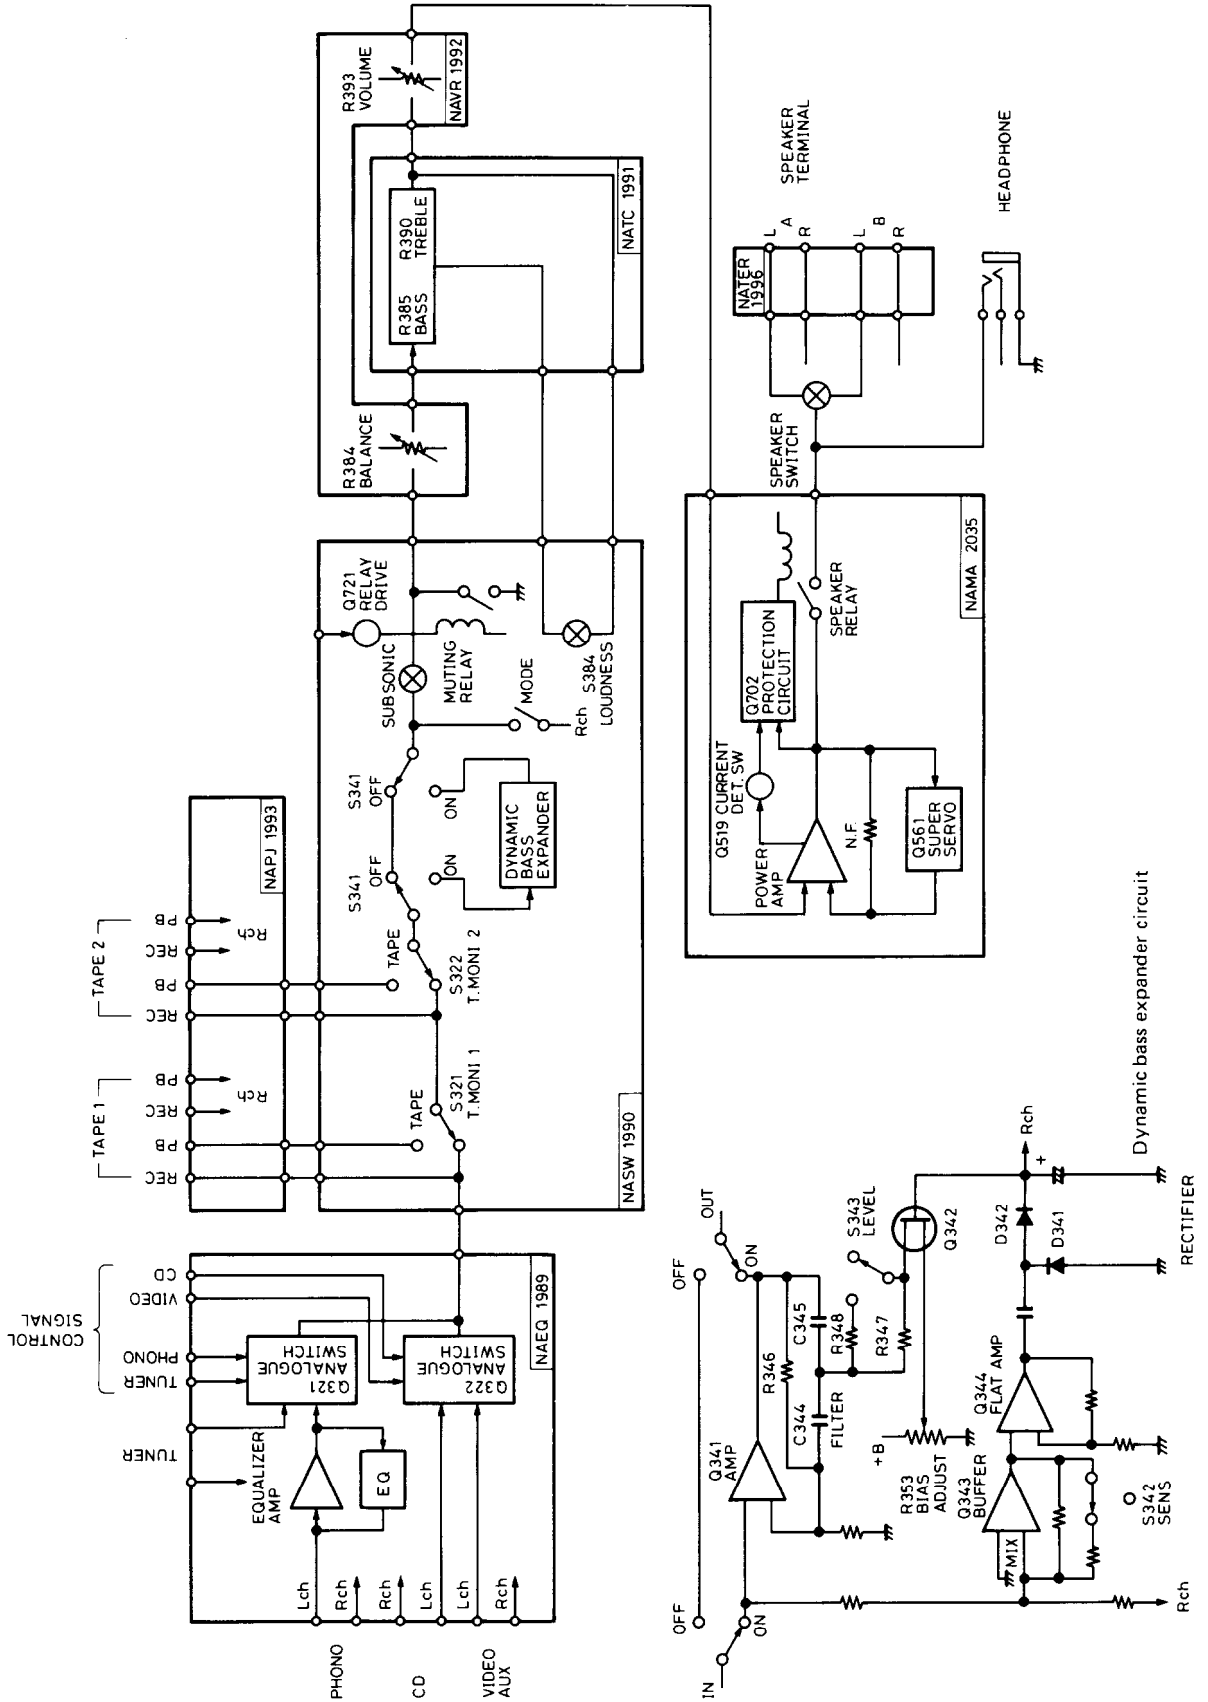 CONTROL
SIGNAL
TUNER
TUNER
PHONO
VIDEO
CD
Q321
ANALOGUE
SWITCH
Q322
ANALOGUE
SWITCH
EQUALIZER
AMP
EQ
NAEQ 1989
Lch
Rch
Rch
Lch
Lch
Rch
PHONO
CD
VIDEO
AUX
TAPE 1
REC
PB
REC
PB
Rch
TAPE 2
REC
PB
REC
PB
Rch
NAPJ 1993
TAPE
S321
T.MONI 1
TAPE
S322
T.MONI 2
S341
OFF
ON
S341
OFF
ON
DYNAMIC
BASS
EXPANDER
SUBSONIC
Q721
RELAY
DRIVE
MUTING
RELAY
MODE
Rch
S384
LOUDNESS
NASW 1990
R384
BALANCE
R393
VOLUME
NAVR 1992
R385
BASS
R390
TREBLE
NATC 1991
Q519 CURRENT
DET. SW
POWER
AMP
N.F.
Q561
SUPER
SERVO
Q702
PROTECTION
CIRCUIT
SPEAKER
RELAY
NAMA 2035
SPEAKER
SWITCH
NATER
1996
L
A
R
L
B
R
SPEAKER
TERMINAL
HEADPHONE
IN
OFF
ON
OFF
ON
OUT
Q341
AMP
R346
C344
C345
FILTER
R348
R347
S343
LEVEL
Q342
+B
R353
BIAS
ADJUST
Q343
BUFFER
MIX
S342
SENS
Q344
FLAT AMP
D342
D341
+
Rch
RECTIFIER
Rch
Dynamic bass expander circuit